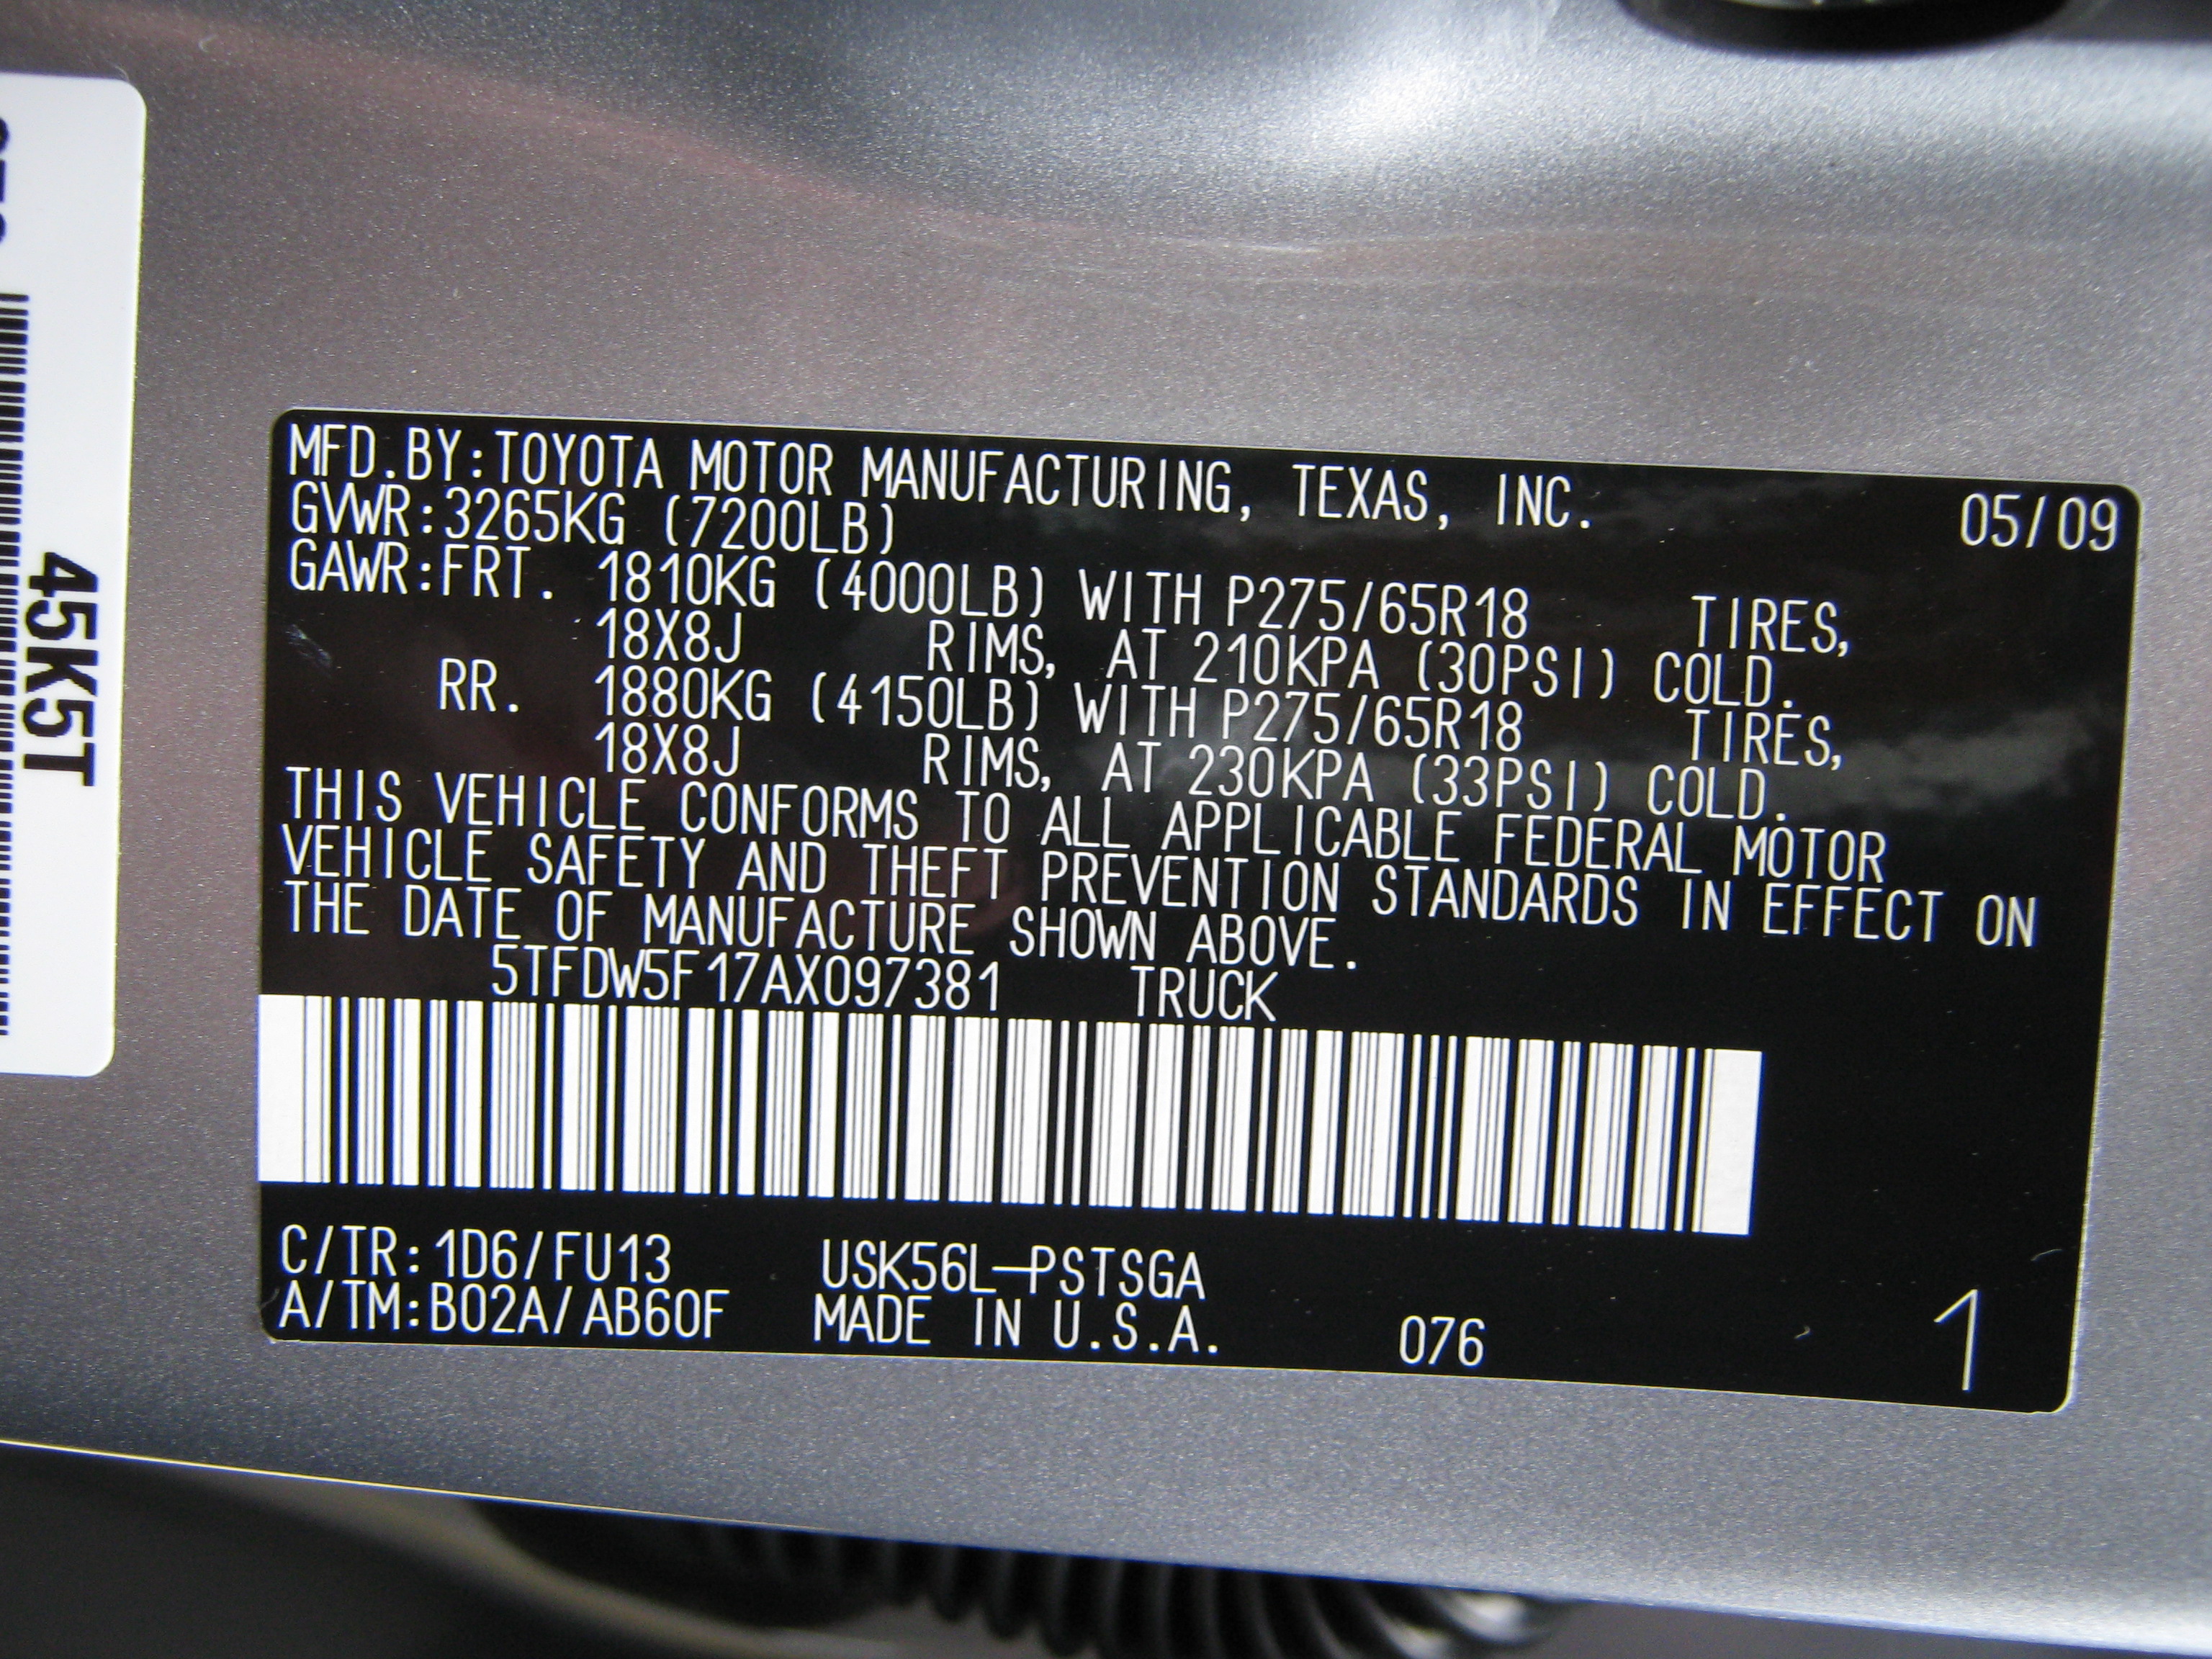 45K5T
MFD.BY:TOYOTA MOTOR MANUFACTURING, TEXAS, INC. 05/09
GVWR:3265KG (7200LB)
GAWR:FRT. 1810KG (4000LB) WITH P275/65R18 TIRES,
18X8J RIMS, AT 210KPA (30PSI) COLD.
RR. 1880KG (4150LB) WITH P275/65R18 TIRES,
18X8J RIMS, AT 230KPA (33PSI) COLD.
THIS VEHICLE CONFORMS TO ALL APPLICABLE FEDERAL MOTOR
VEHICLE SAFETY AND THEFT PREVENTION STANDARDS IN EFFECT ON
THE DATE OF MANUFACTURE SHOWN ABOVE.
5TFDW5F17AX097381 TRUCK
C/TR:1D6/FU13 USK56L-PSTSGA
A/TM:B02A/AB60F MADE IN U.S.A. 076 1